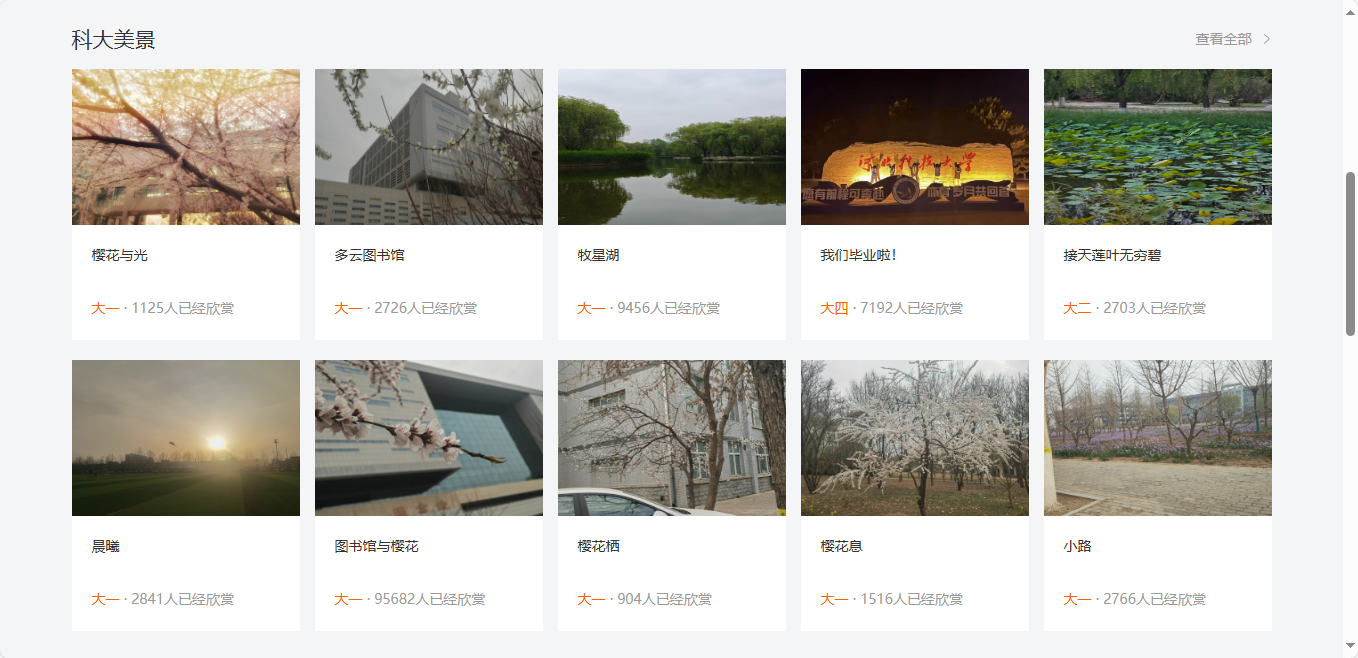 科大美景
查看全部
河北科技大学
樱花与光
大一 · 1125人已经欣赏
多云图书馆
大一 · 2726人已经欣赏
牧星湖
大一 · 9456人已经欣赏
我们毕业啦!
大四 · 7192人已经欣赏
接天莲叶无穷碧
大二 · 2703人已经欣赏
晨曦
大一 · 2841人已经欣赏
图书馆与樱花
大一 · 95682人已经欣赏
樱花栖
大一 · 904人已经欣赏
樱花息
大一 · 1516人已经欣赏
小路
大一 · 2766人已经欣赏